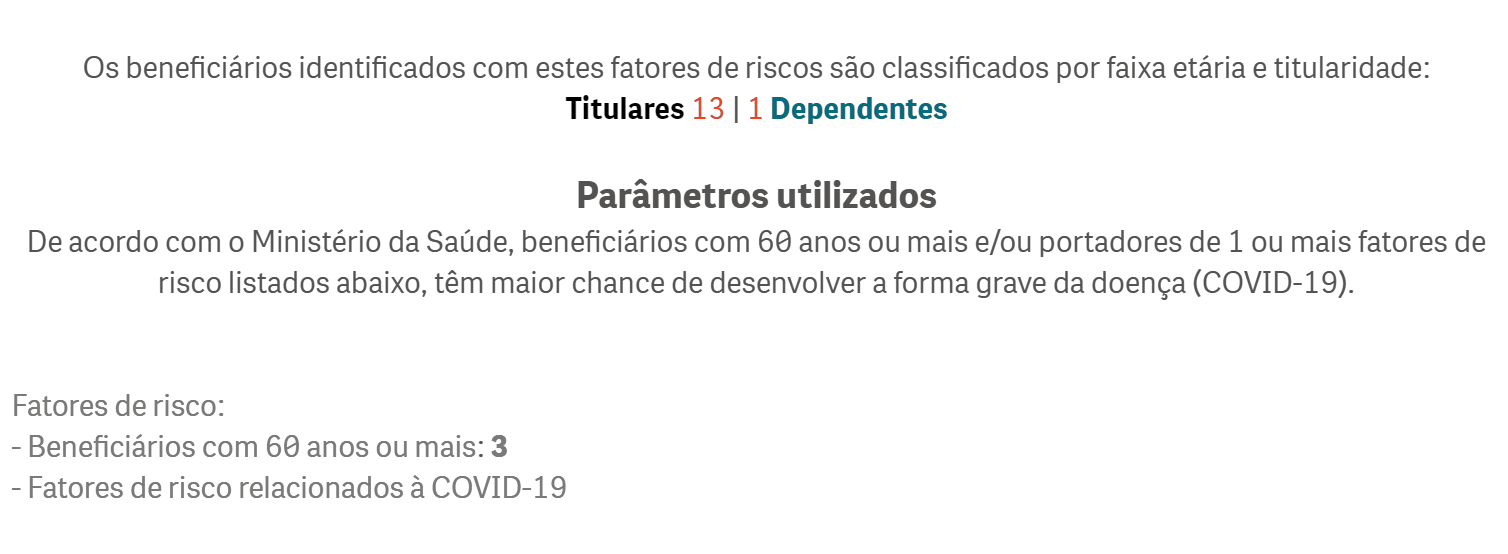 Os beneficiários identificados com estes fatores de riscos são classificados por faixa etária e titularidade:
Titulares 13 | 1 Dependentes
Parâmetros utilizados
De acordo com o Ministério da Saúde, beneficiários com 60 anos ou mais e/ou portadores de 1 ou mais fatores de
risco listados abaixo, têm maior chance de desenvolver a forma grave da doença (COVID-19).
Fatores de risco:
- Beneficiários com 60 anos ou mais: 3
- Fatores de risco relacionados à COVID-19